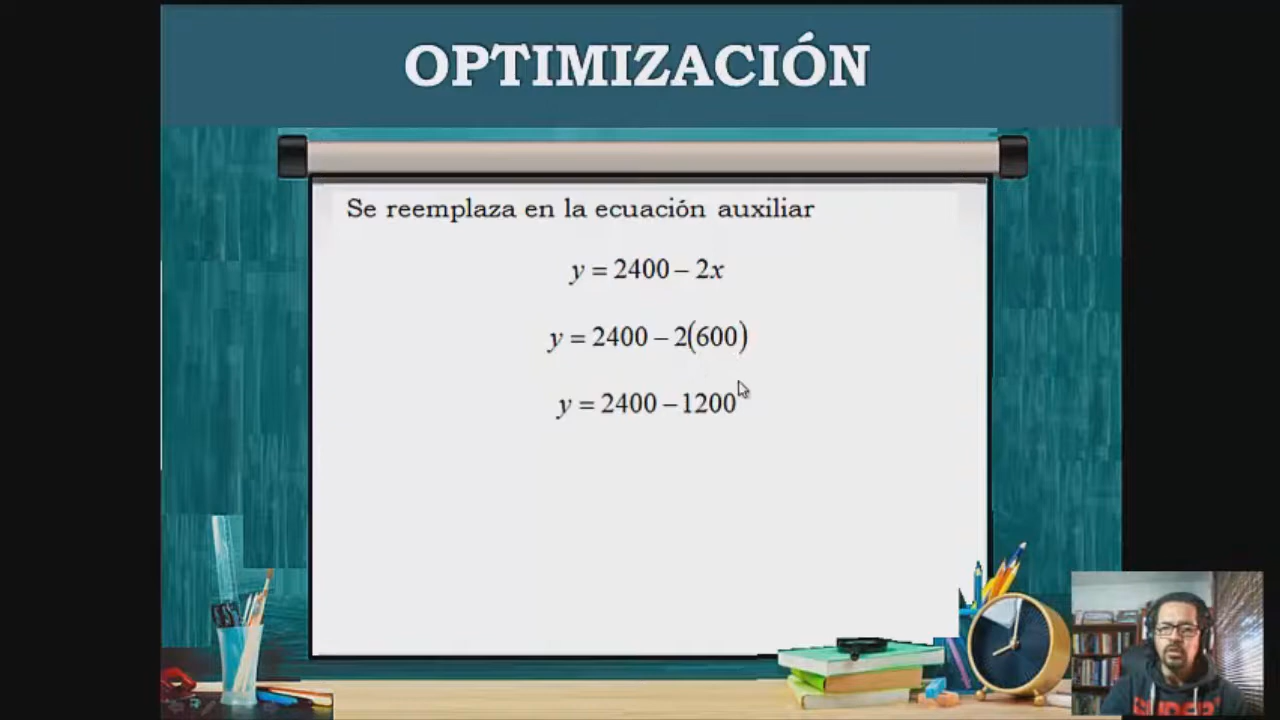 OPTIMIZACIÓN
Se reemplaza en la ecuación auxiliar
y = 2400 – 2x
y = 2400 – 2(600)
y = 2400 – 1200